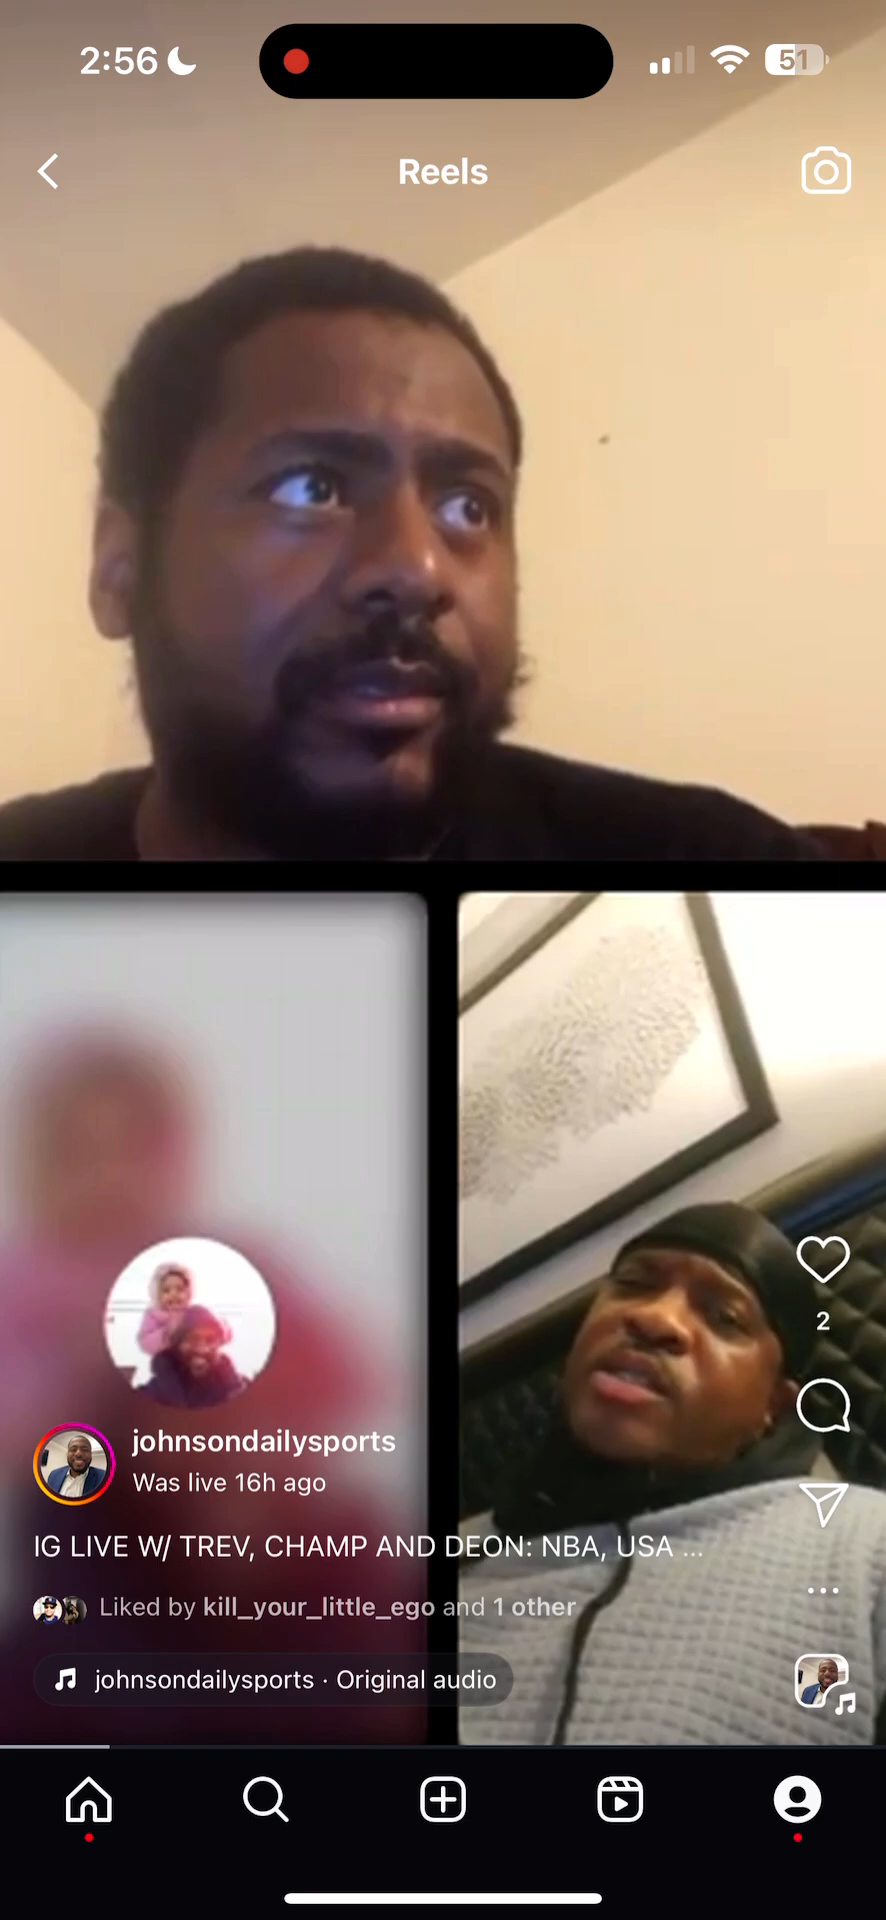 2:56
51
Reels
2
johnsondailysports
Was live 16h ago
IG LIVE W/ TREV, CHAMP AND DEON: NBA, USA ...
Liked by kill_your_little_ego and 1 other
johnsondailysports · Original audio